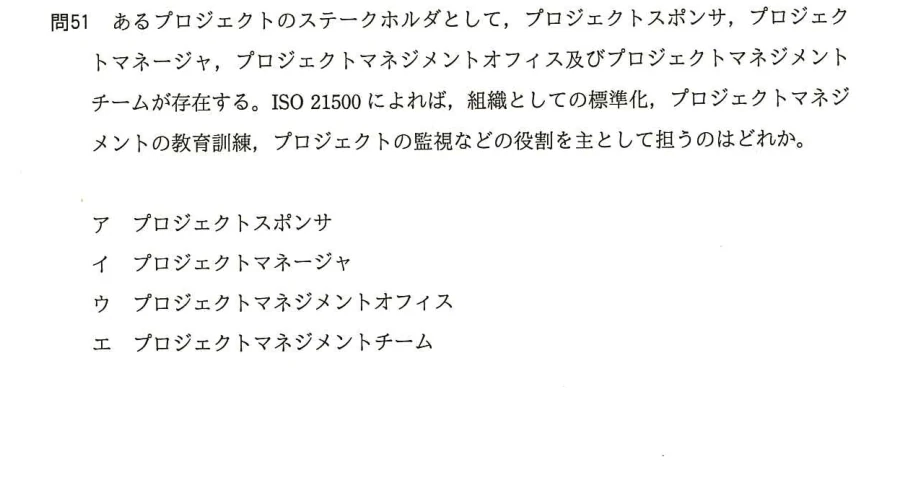 問51 あるプロジェクトのステークホルダとして，プロジェクトスポンサ，プロジェク
トマネージャ，プロジェクトマネジメントオフィス及びプロジェクトマネジメント
チームが存在する。ISO 21500 によれば，組織としての標準化，プロジェクトマネジ
メントの教育訓練，プロジェクトの監視などの役割を主として担うのはどれか。
ア プロジェクトスポンサ
イ プロジェクトマネージャ
ウ プロジェクトマネジメントオフィス
エ プロジェクトマネジメントチーム